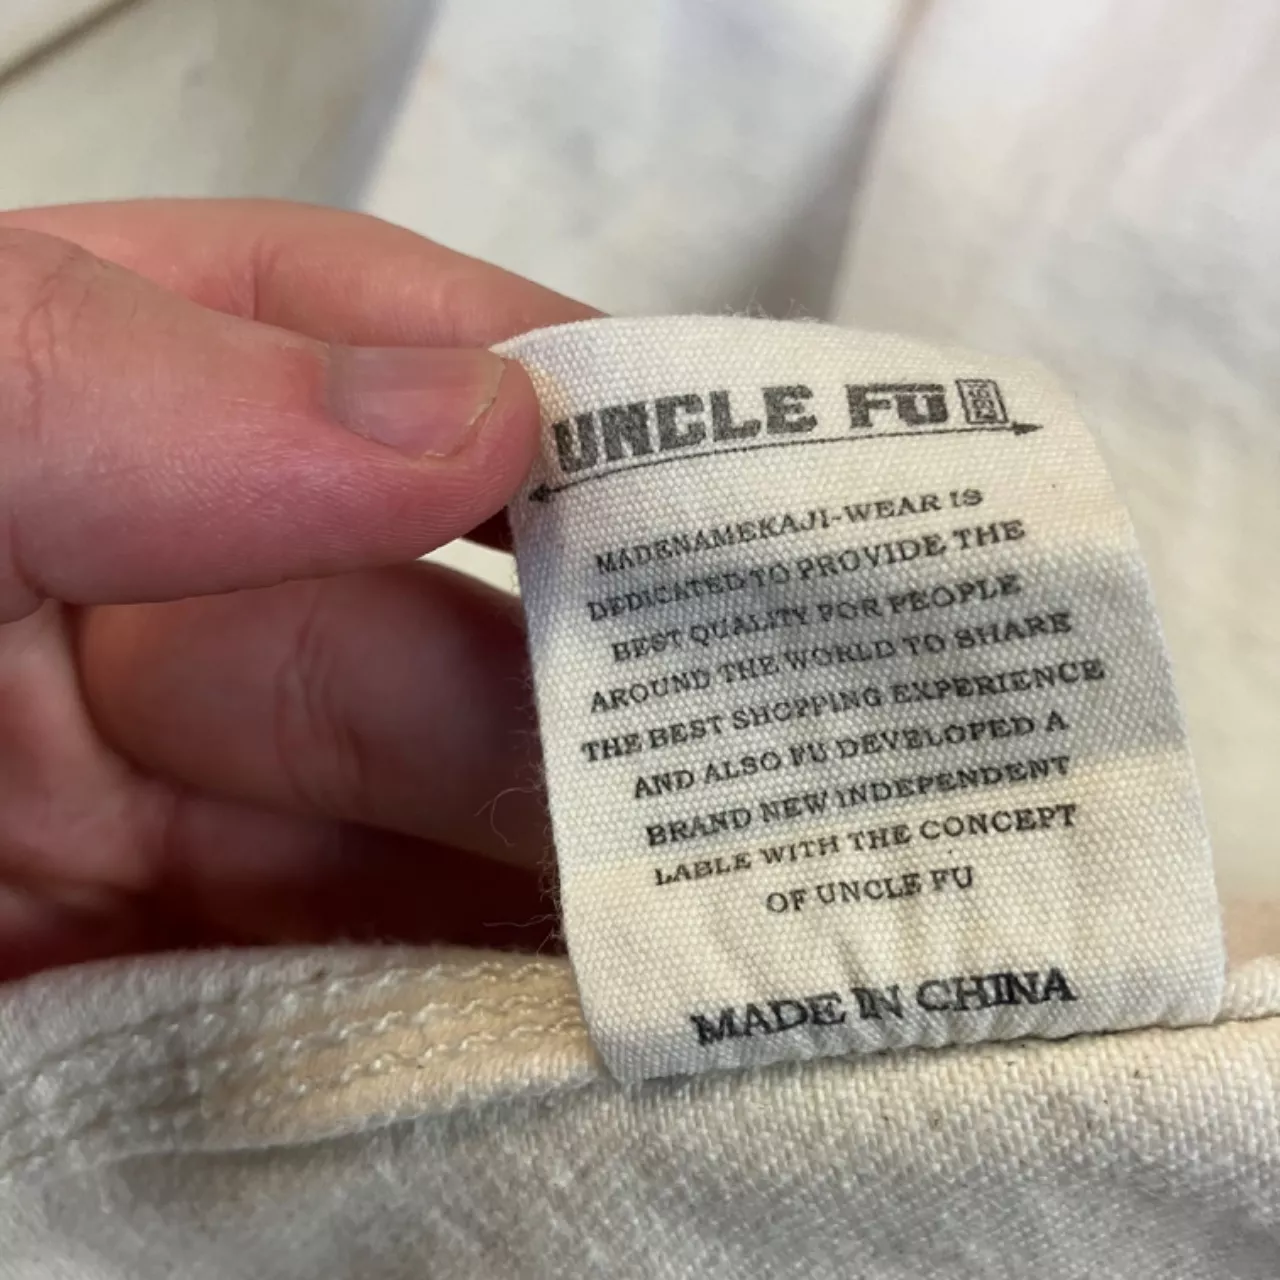 UNCLE FU
MADENAMEKAJI-WEAR IS
DEDICATED TO PROVIDE THE
BEST QUALITY FOR PEOPLE
AROUND THE WORLD TO SHARE
THE BEST SHOPPING EXPERIENCE
AND ALSO FU DEVELOPED A
BRAND NEW INDEPENDENT
LABLE WITH THE CONCEPT
OF UNCLE FU
MADE IN CHINA